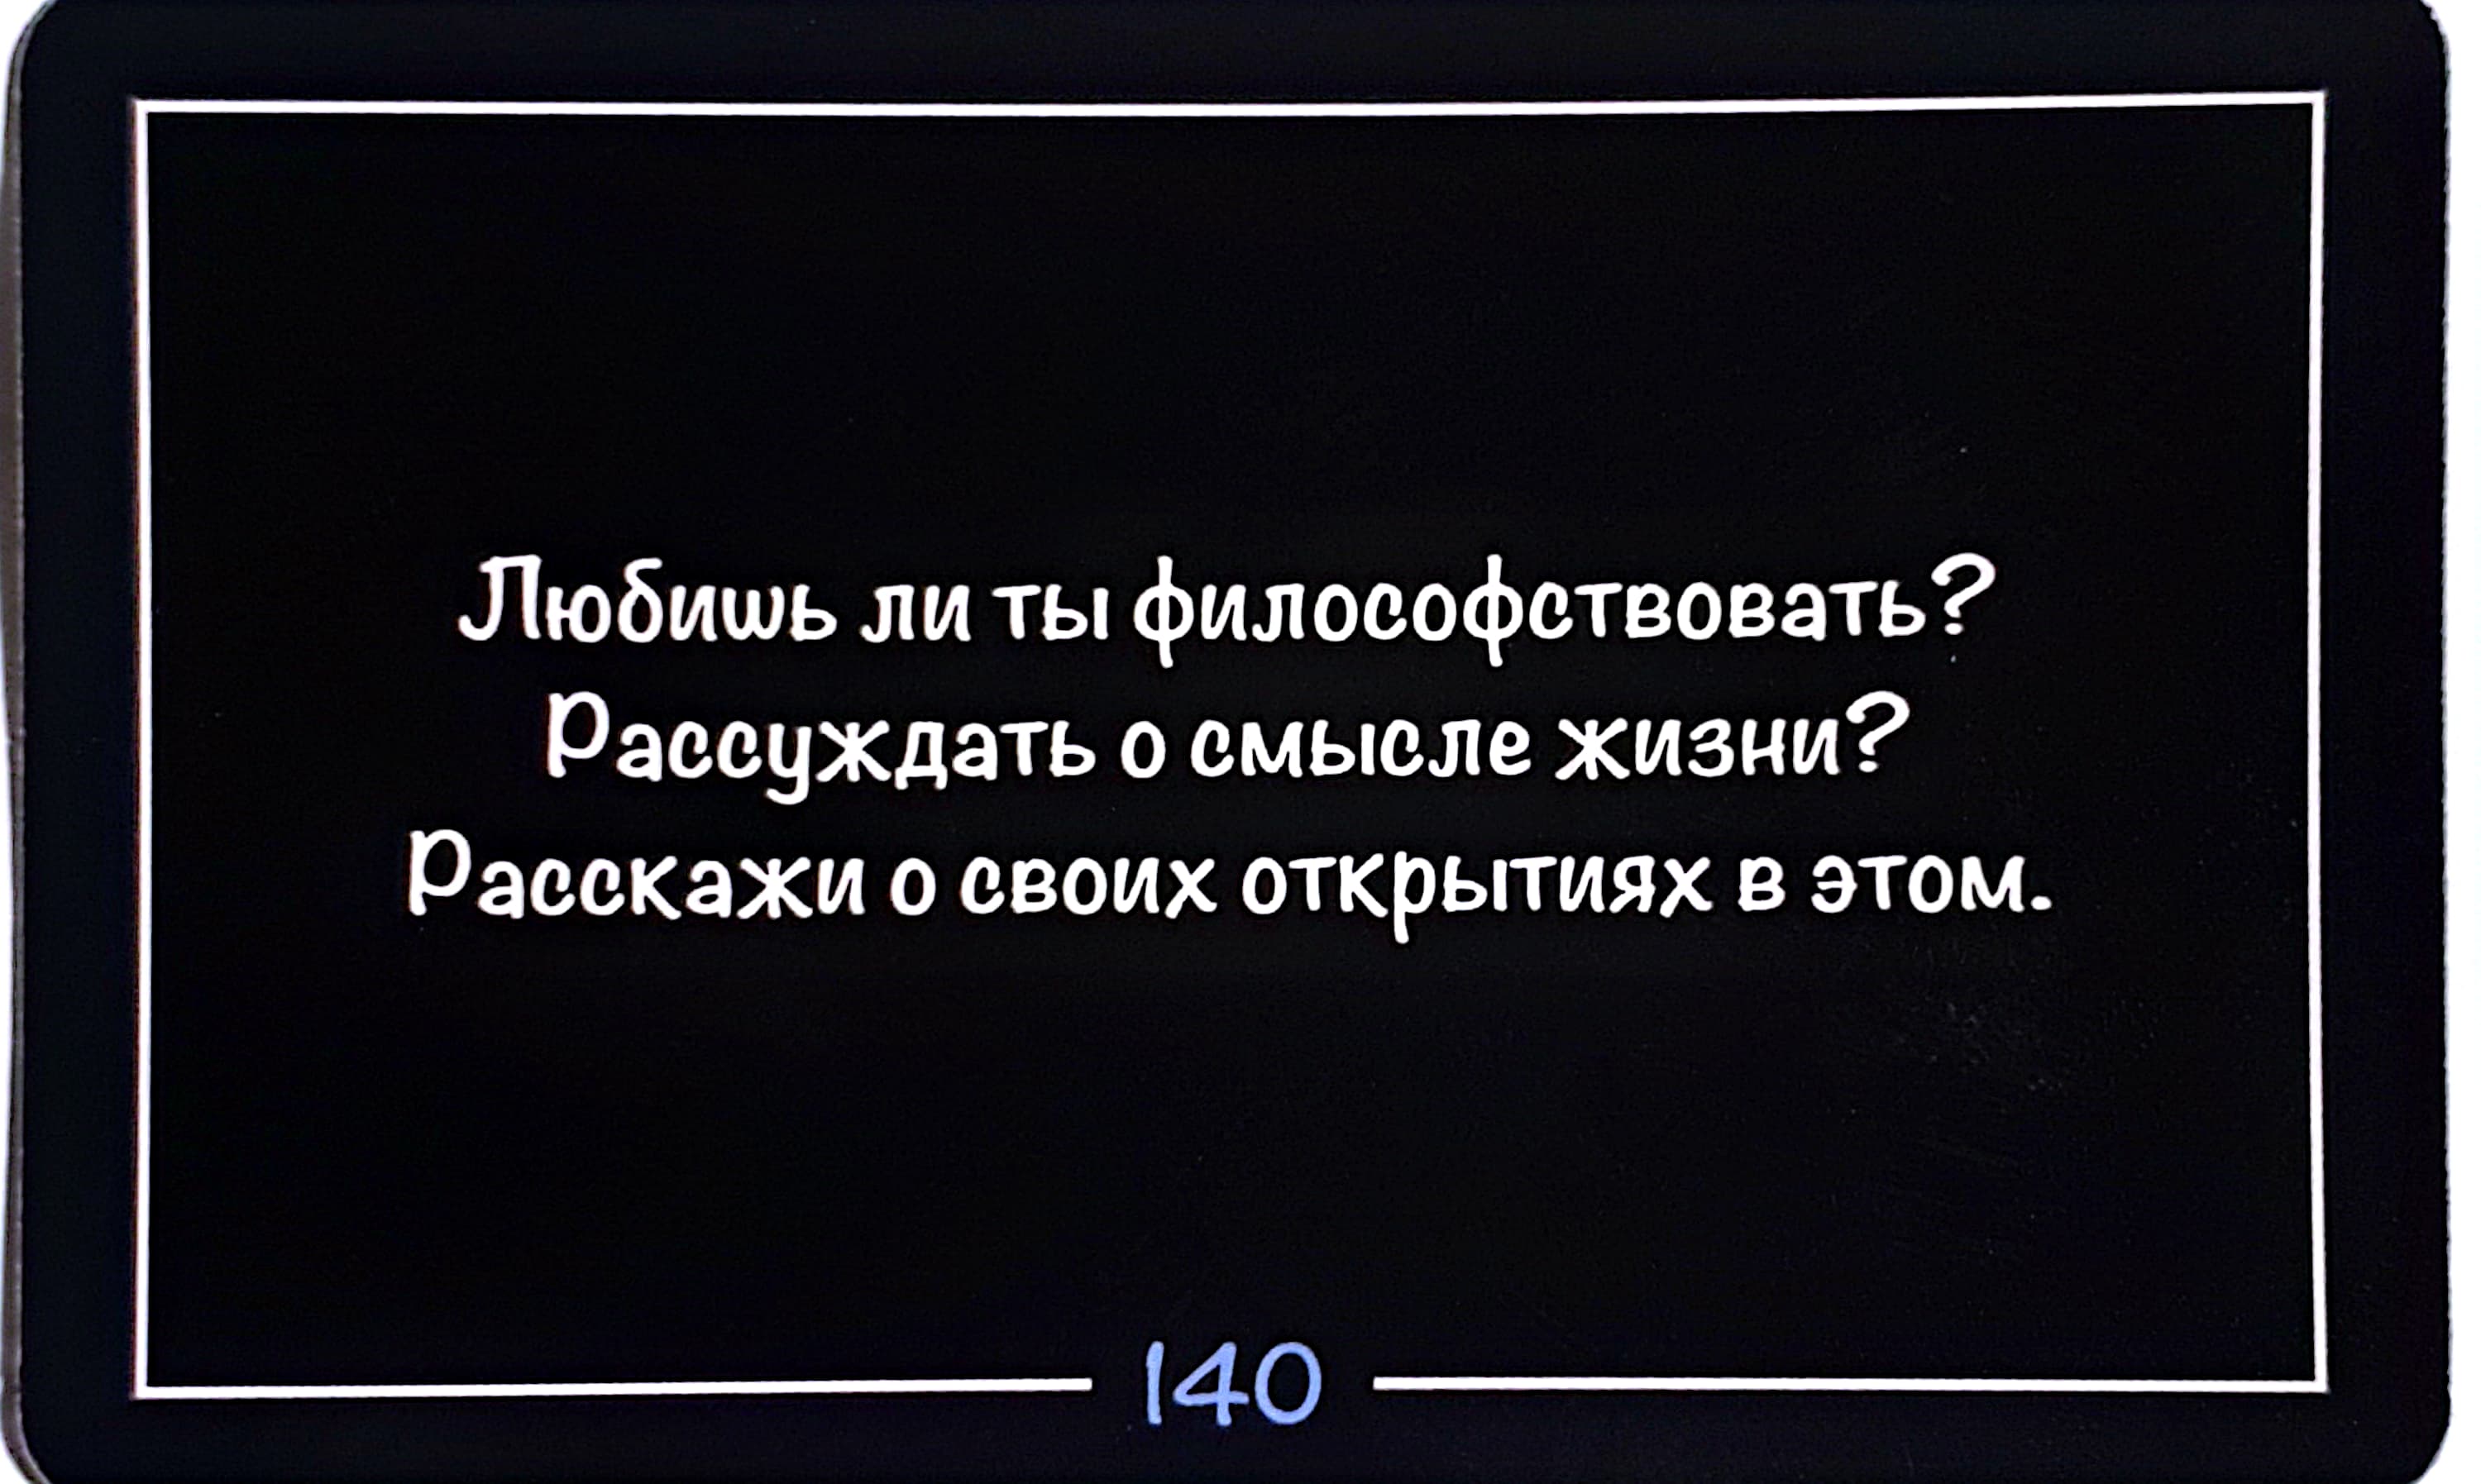 Любишь ли ты философствовать?
Рассуждать о смысле жизни?
Расскажи о своих открытиях в этом.
140